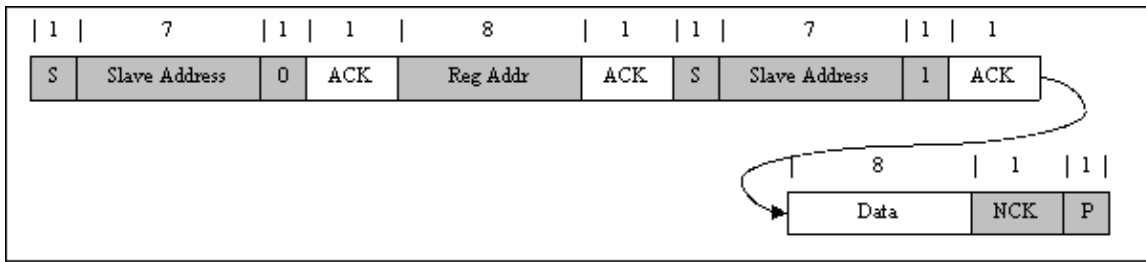 | 1 | 7 | 1 | 1 | 8 | 1 | 1 | 7 | 1 | 1
S Slave Address 0 ACK Reg Addr ACK S Slave Address 1 ACK
| 8 | 1 | 1 |
Data NCK P